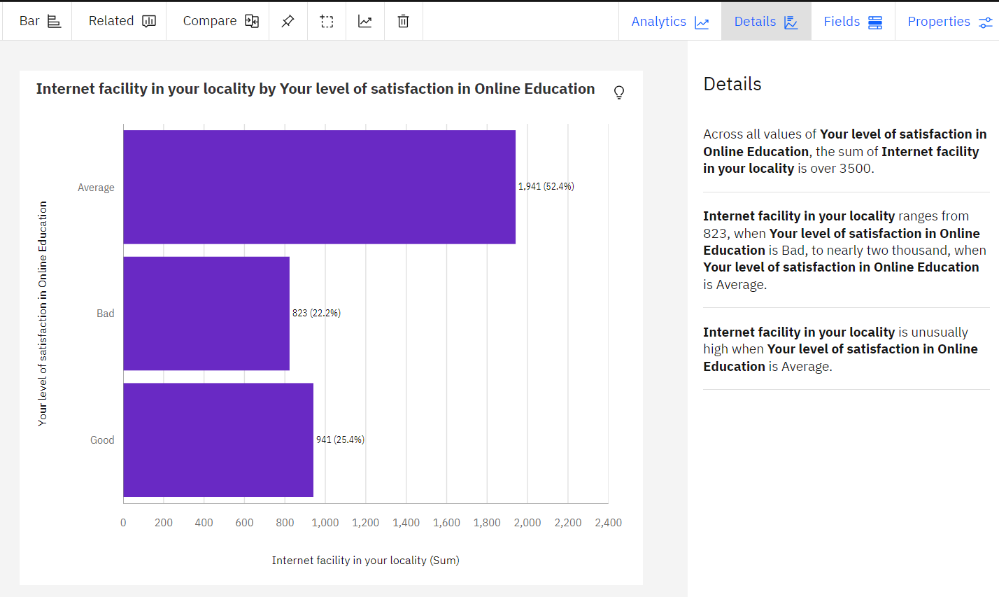 Bar
Related
Compare
Analytics
Details
Fields
Properties
Internet facility in your locality by Your level of satisfaction in Online Education
Your level of satisfaction in Online Education
Average
1,941 (52.4%)
Bad
823 (22.2%)
Good
941 (25.4%)
0 200 400 600 800 1,000 1,200 1,400 1,600 1,800 2,000 2,200 2,400
Internet facility in your locality (Sum)
Details
Across all values of Your level of satisfaction in
Online Education, the sum of Internet facility
in your locality is over 3500.
Internet facility in your locality ranges from
823, when Your level of satisfaction in Online
Education is Bad, to nearly two thousand, when
Your level of satisfaction in Online Education
is Average.
Internet facility in your locality is unusually
high when Your level of satisfaction in Online
Education is Average.